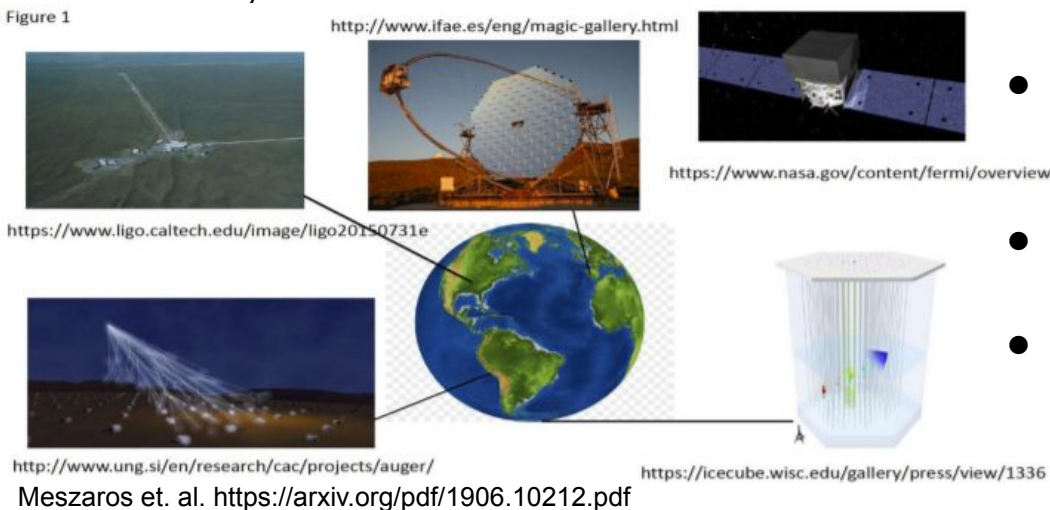 Figure 1
http://www.ifae.es/eng/magic-gallery.html
https://www.nasa.gov/content/fermi/overview
https://www.ligo.caltech.edu/image/ligo20150731e
http://www.ung.si/en/research/cac/projects/auger/
https://icecube.wisc.edu/gallery/press/view/1336
Meszaros et. al. https://arxiv.org/pdf/1906.10212.pdf